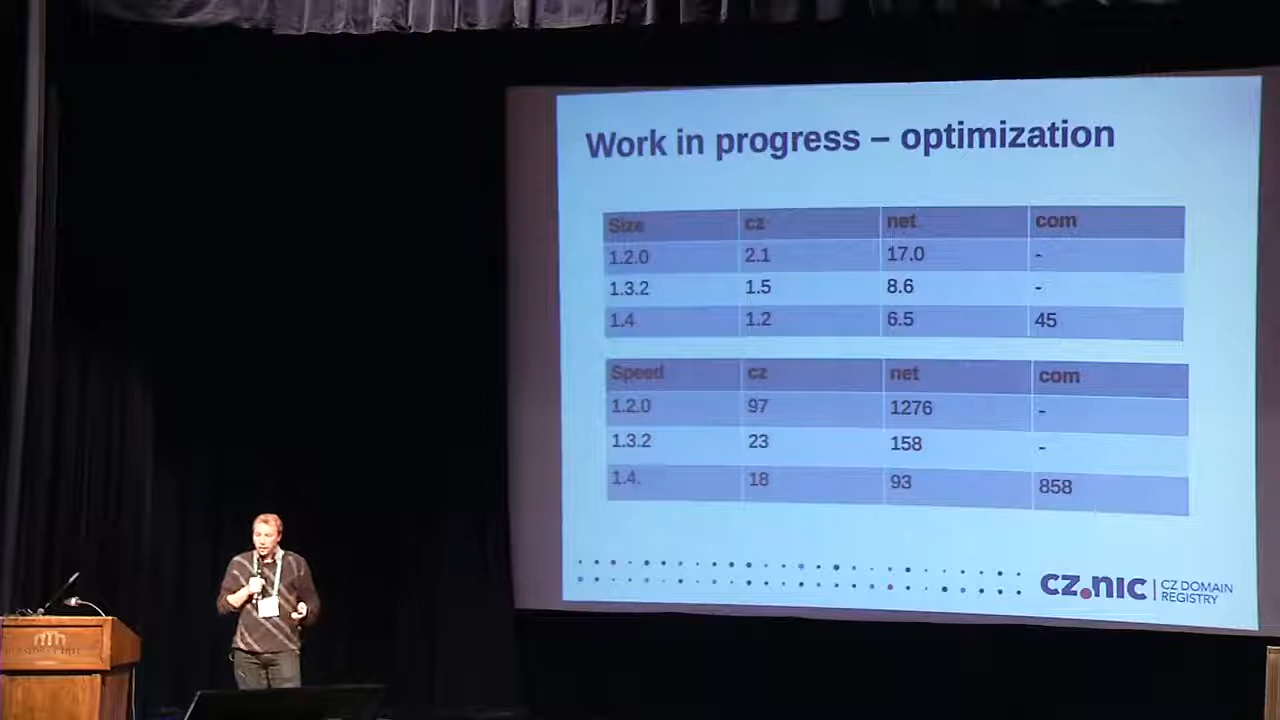 Work in progress – optimization
Size cz net com
1.2.0 2.1 17.0 -
1.3.2 1.5 8.6 -
1.4 1.2 6.5 45
Speed cz net com
1.2.0 97 1276 -
1.3.2 23 158 -
1.4. 18 93 858
cz.nic | CZ DOMAIN
REGISTRY